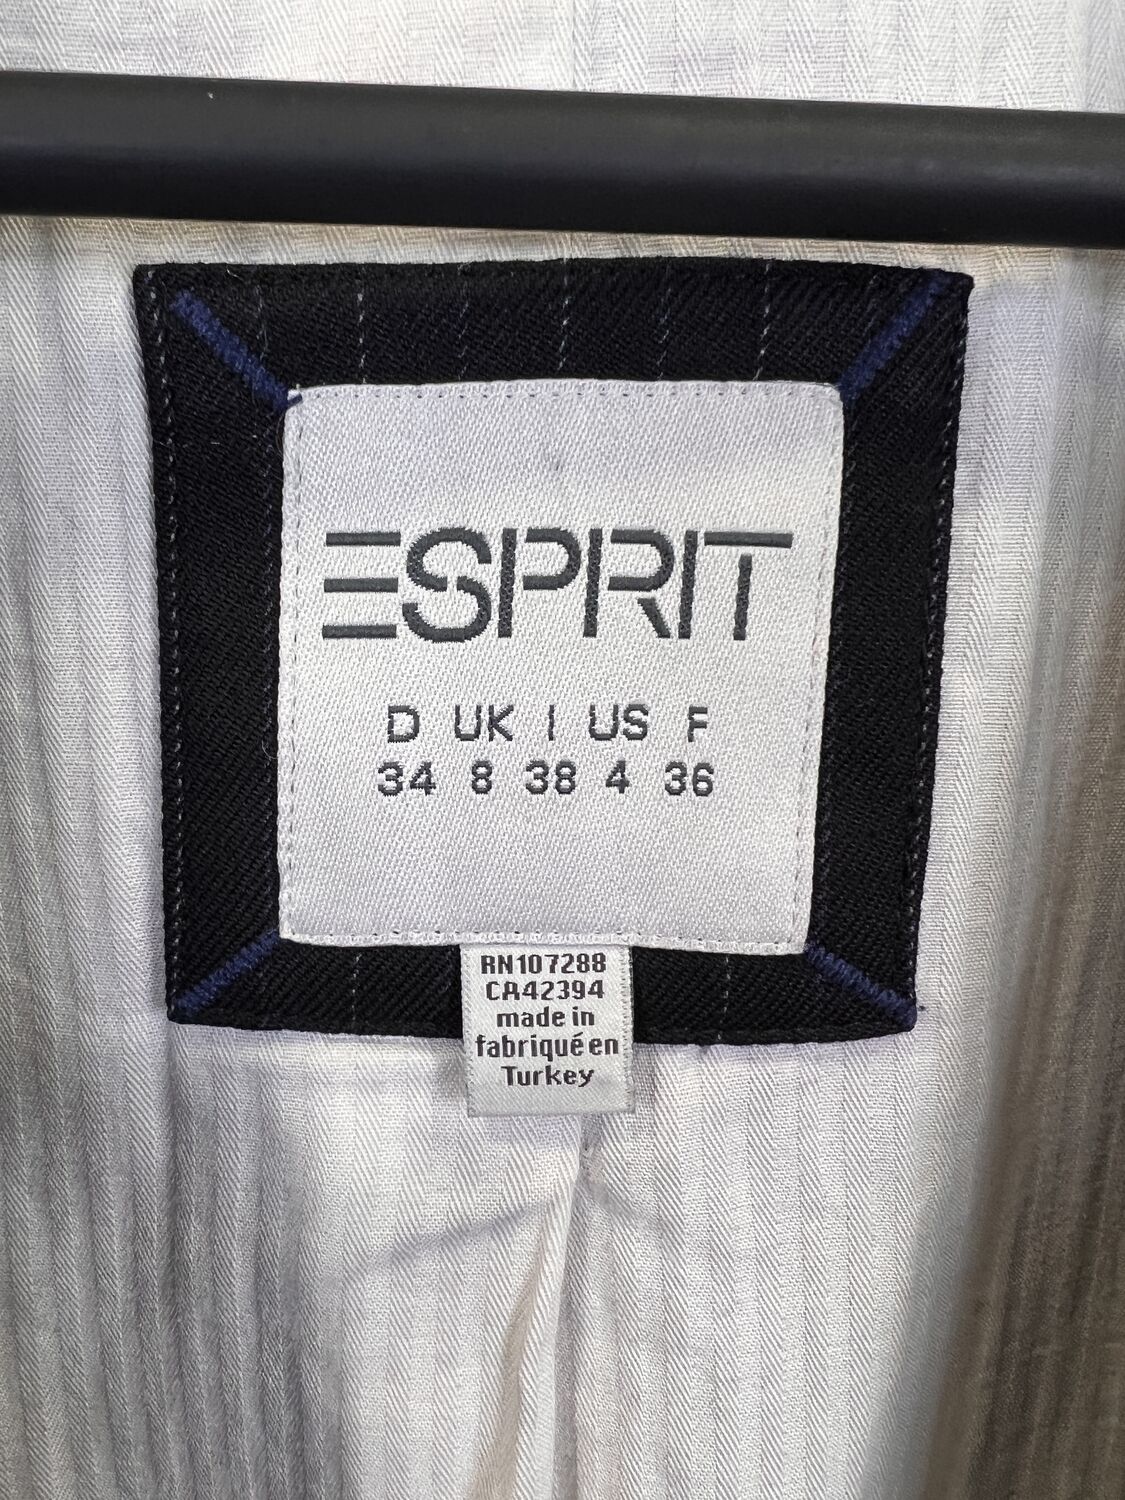 ESPRIT
D UK I US F
34 8 38 4 36
RN107288
CA42394
made in
fabriqué en
Turkey